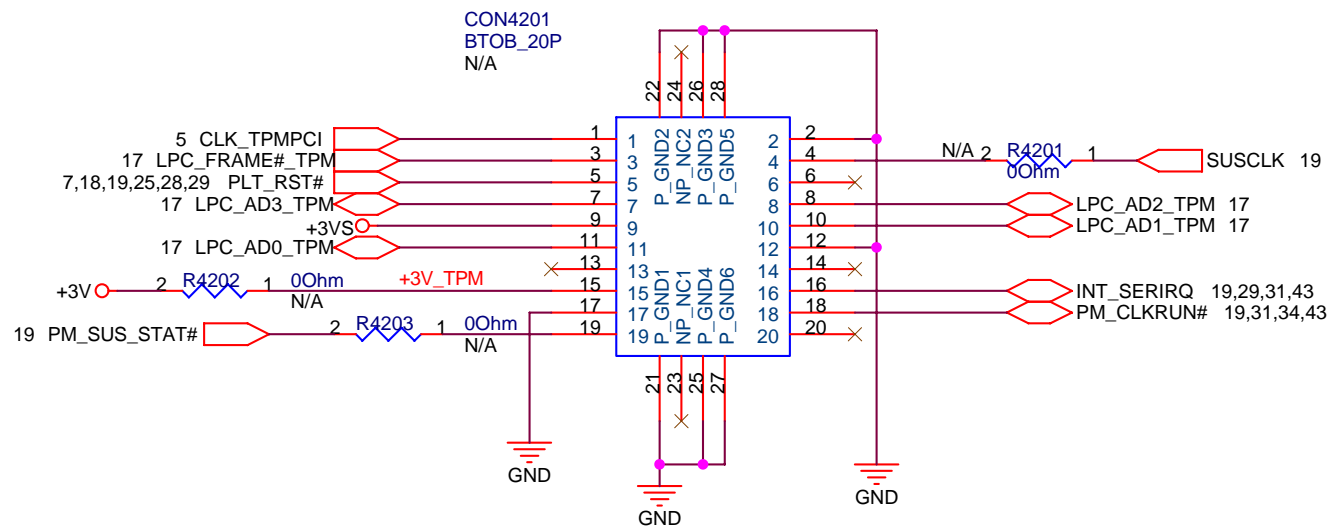 CON4201
BTOB_20P
N/A
22
24
26
28
P_GND2
NP_NC2
P_GND3
P_GND5
5 CLK_TPMPCI 1 1
17 LPC_FRAME#_TPM 3 3
7,18,19,25,28,29 PLT_RST# 5 5
17 LPC_AD3_TPM 7 7
+3VS 9 9
17 LPC_AD0_TPM 11 11
13 13
+3V 2 R4202 1 0Ohm N/A +3V_TPM 15 15
17 17
19 PM_SUS_STAT# 2 R4203 1 0Ohm N/A 19 19
2 2
4 4 N/A 2 R4201 0Ohm 1 SUSCLK 19
6 6
8 8 LPC_AD2_TPM 17
10 10 LPC_AD1_TPM 17
12 12
14 14
16 16 INT_SERIRQ 19,29,31,43
18 18 PM_CLKRUN# 19,31,34,43
20 20
P_GND1
NP_NC1
P_GND4
P_GND6
21
23
25
27
GND
GND
GND